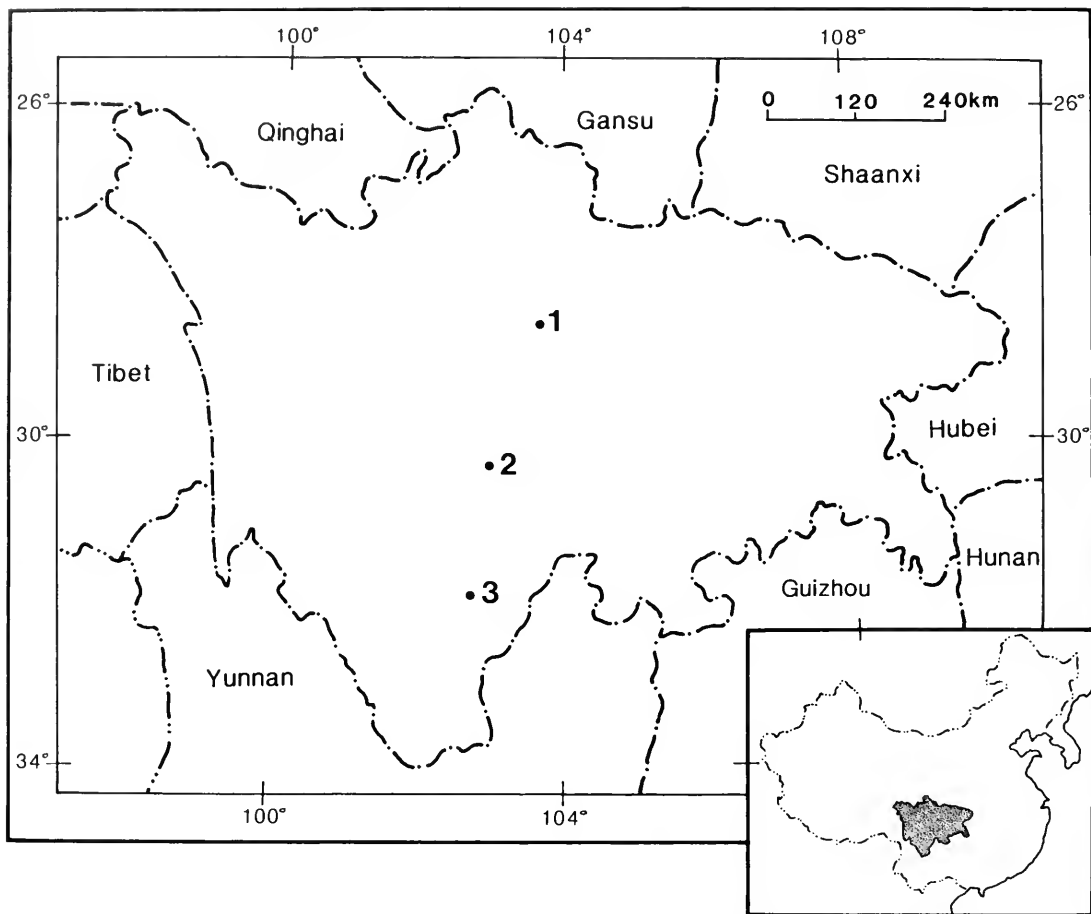 100° 104° 108°
26° 0 120 240km 26°
Qinghai Gansu
Shaanxi
1
Tibet
30° Hubei 30°
2
Hunan
3 Guizhou
Yunnan
34°
100° 104°